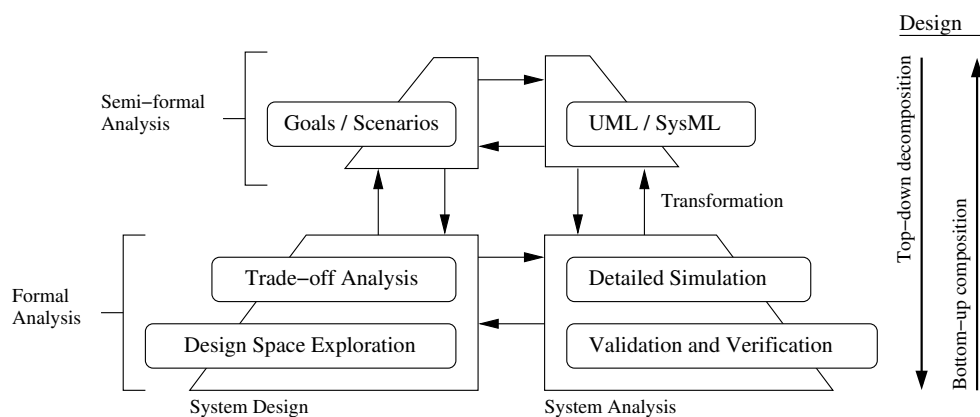 Design
Semi−formal
Analysis
Goals / Scenarios
UML / SysML
Transformation
Top−down decomposition
Bottom−up composition
Formal
Analysis
Trade−off Analysis
Detailed Simulation
Design Space Exploration
Validation and Verification
System Design
System Analysis